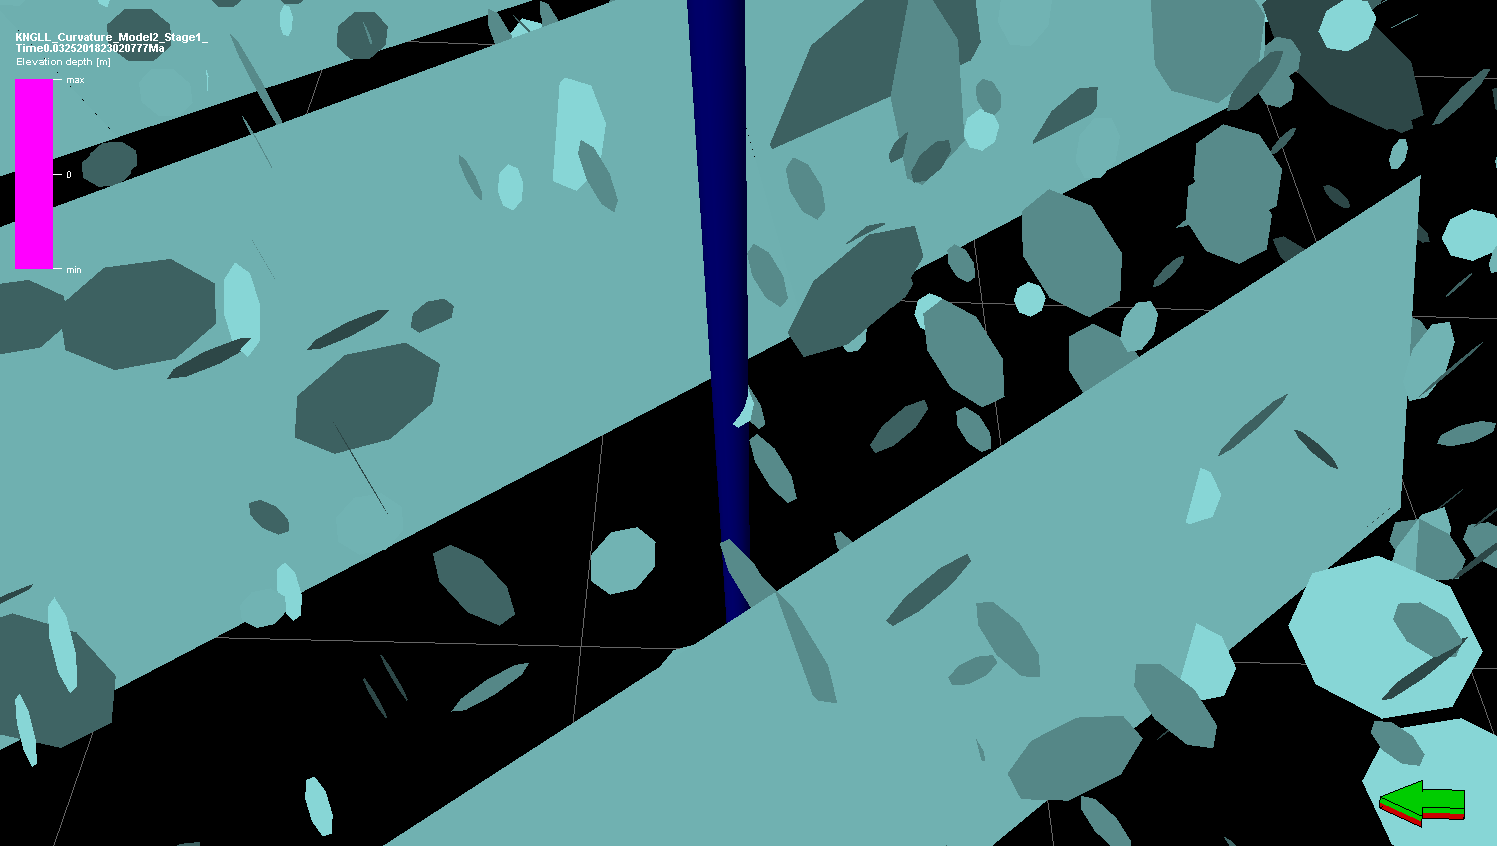 KNGLL_Curvature_Model2_Stage1_
Time0.0325201823020777Ma
Elevation depth [m]
max
0
min